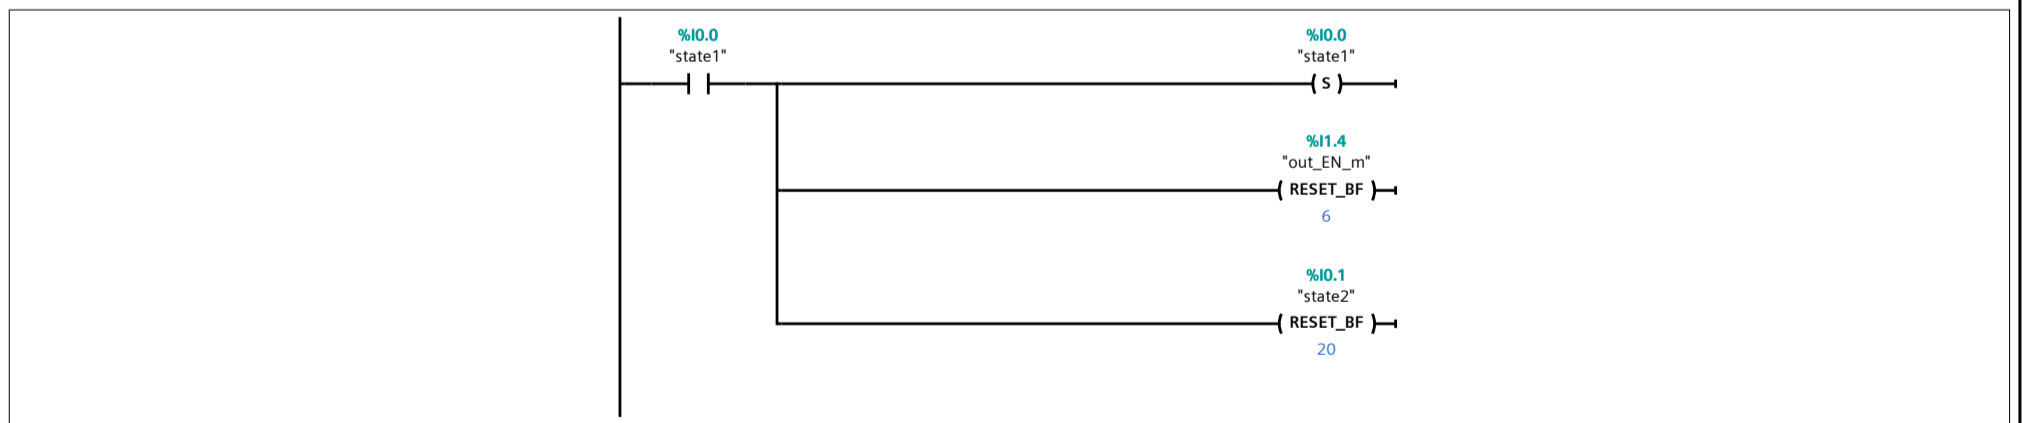 %I0.0
"state1"
%I0.0
"state1"
( S )
%I1.4
"out_EN_m"
( RESET_BF )
6
%I0.1
"state2"
( RESET_BF )
20